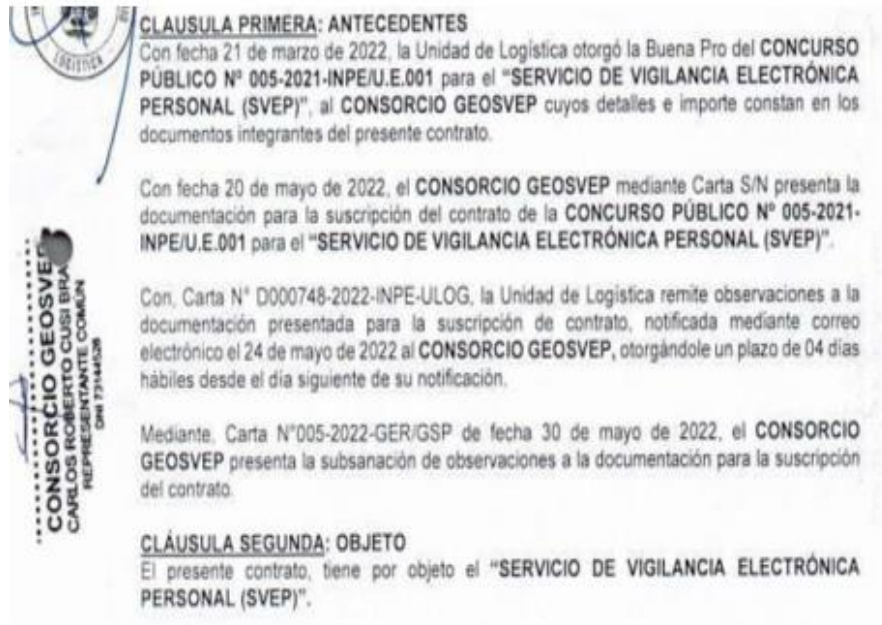 LOGÍSTICA
CLAUSULA PRIMERA: ANTECEDENTES
Con fecha 21 de marzo de 2022, la Unidad de Logística otorgó la Buena Pro del CONCURSO
PÚBLICO Nº 005-2021-INPE/U.E.001 para el "SERVICIO DE VIGILANCIA ELECTRÓNICA
PERSONAL (SVEP)", al CONSORCIO GEOSVEP cuyos detalles e importe constan en los
documentos integrantes del presente contrato.
Con fecha 20 de mayo de 2022, el CONSORCIO GEOSVEP mediante Carta S/N presenta la
documentación para la suscripción del contrato de la CONCURSO PÚBLICO Nº 005-2021-
INPE/U.E.001 para el "SERVICIO DE VIGILANCIA ELECTRÓNICA PERSONAL (SVEP)".
Con, Carta N° D000748-2022-INPE-ULOG, la Unidad de Logística remite observaciones a la
documentación presentada para la suscripción de contrato, notificada mediante correo
electrónico el 24 de mayo de 2022 al CONSORCIO GEOSVEP, otorgándole un plazo de 04 días
hábiles desde el día siguiente de su notificación.
Mediante, Carta N°005-2022-GER/GSP de fecha 30 de mayo de 2022, el CONSORCIO
GEOSVEP presenta la subsanación de observaciones a la documentación para la suscripción
del contrato.
CLÁUSULA SEGUNDA: OBJETO
El presente contrato, tiene por objeto el "SERVICIO DE VIGILANCIA ELECTRÓNICA
PERSONAL (SVEP)".
CONSORCIO GEOSVEP
CARLOS ROBERTO CUSI BRA
REPRESENTANTE COMÚN
DNI 73144528